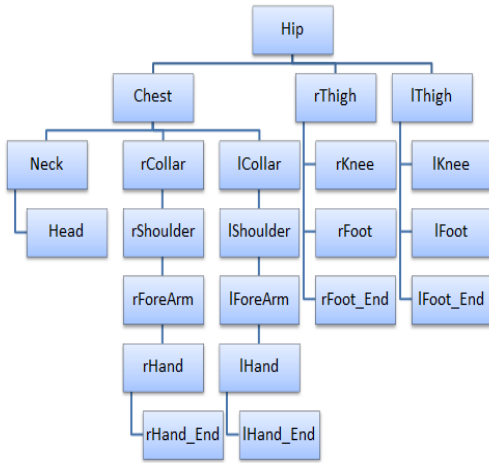 Hip
Chest
rThigh
lThigh
Neck
rCollar
lCollar
rKnee
lKnee
Head
rShoulder
lShoulder
rFoot
lFoot
rForeArm
lForeArm
rFoot_End
lFoot_End
rHand
lHand
rHand_End
lHand_End